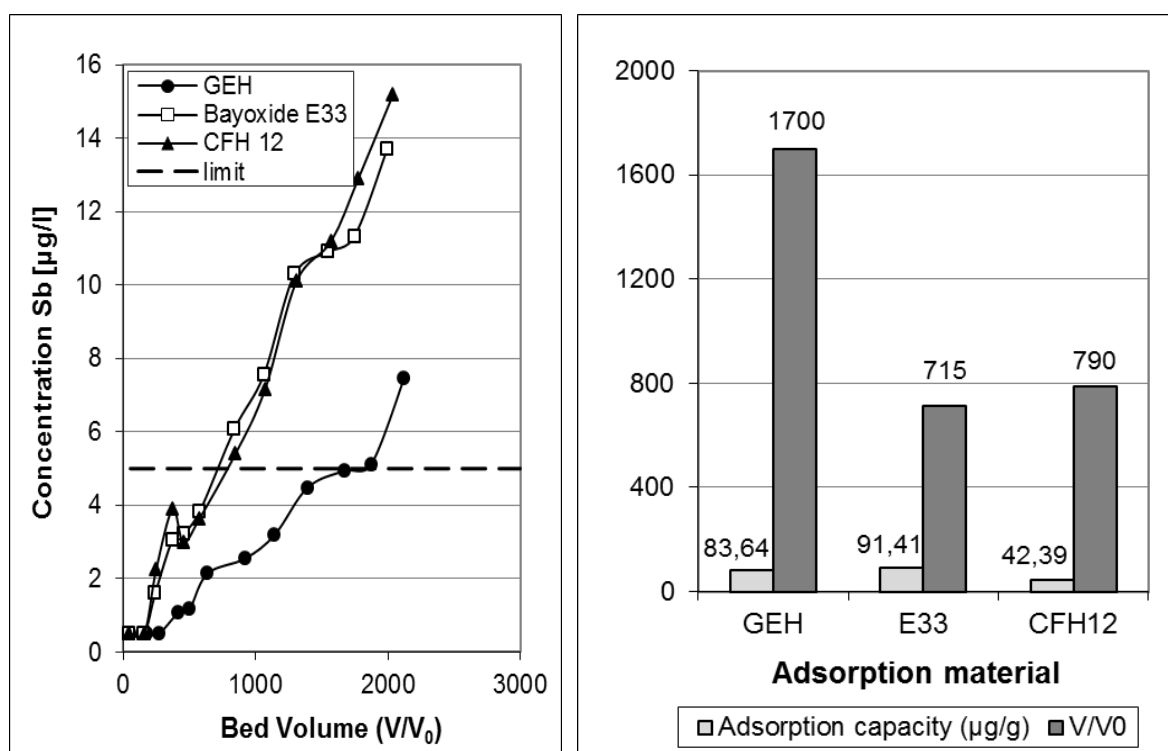 16
14
12
10
8
6
4
2
0
Concentration Sb [µg/l]
GEH
Bayoxide E33
CFH 12
limit
0 1000 2000 3000
Bed Volume (V/V₀)
2000
1600
1200
800
400
0
1700
715
790
83,64
91,41
42,39
GEH E33 CFH12
Adsorption material
Adsorption capacity (µg/g) V/V0